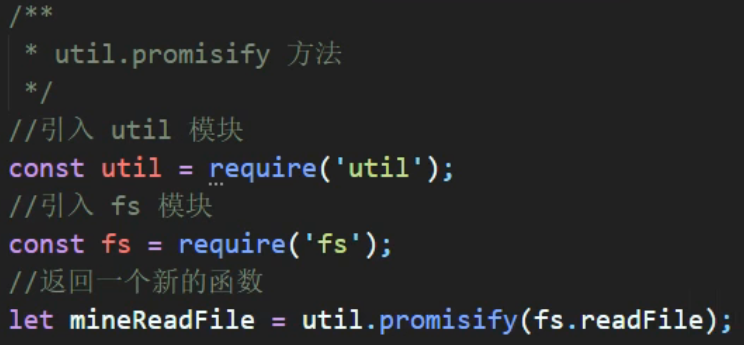 /**
 * util.promisify 方法
 */
//引入 util 模块
const util = require('util');
//引入 fs 模块
const fs = require('fs');
//返回一个新的函数
let mineReadFile = util.promisify(fs.readFile);